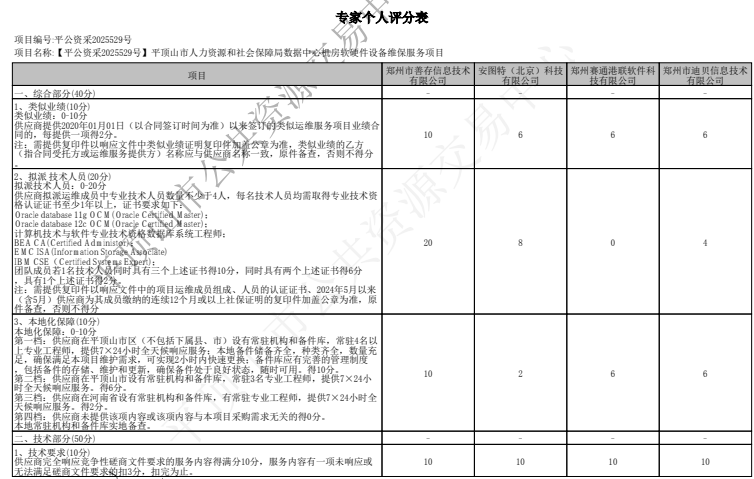 专家个人评分表
项目编号:平公资采2025529号
项目名称:【平公资采2025529号】平顶山市人力资源和社会保障局数据中心机房软硬件设备维保服务项目
项目 郑州市善存信息技术有限公司 安图特（北京）科技有限公司 郑州赛通港联软件科技有限公司 郑州市迪贝信息技术有限公司
一、综合部分(40分) - - - -
1、类似业绩(10分)
类似业绩：0-10分
供应商提供2020年01月01日（以合同签订时间为准）以来签订的类似运维服务项目业绩合
同的，每提供一项得2分。
注：需提供复印件以响应文件中类似业绩证明复印件加盖公章为准，类似业绩的乙方
（指合同受托方或运维服务提供方）名称应与供应商名称一致，原件备查，否则不得分
。
10 6 6 6
2、拟派 技术人员(20分)
拟派技术人员：0-20分
供应商拟派运维成员中专业技术人员数量不少于4人，每名技术人员均需取得专业技术资
格认证证书至少1年以上，证书要求如下：
Oracle database 11g OCM(Oracle Certified Master)；
Oracle database 12c OCM(Oracle Certified Master)；
计算机技术与软件专业技术资格数据库系统工程师；
BEA CA(Certified Administor)；
EMC ISA(Information Storage Associate)
IBM CSE（Certified Systems Expert)；
团队成员若1名技术人员同时具有三个上述证书得10分，同时具有两个上述证书得6分
，具有1个上述证书得2分。
注：需提供复印件以响应文件中的项目运维成员组成、人员的认证证书、2024年5月以来
（含5月）供应商为其成员缴纳的连续12个月或以上社保证明的复印件加盖公章为准，原
件备查，否则不得分
20 8 0 4
3、本地化保障(10分)
本地化保障：0-10分
第一档：供应商在平顶山市区（不包括下属县、市）设有常驻机构和备件库，常驻4名以
上专业工程师，提供7×24小时全天候响应服务；本地备件储备齐全，种类齐全，数量充
足，确保满足本项目维护需求，可实现2小时内快速更换；备件库应有完善的管理制度
，包括备件的存储、维护和更新，确保备件处于良好状态，随时可用。得10分。
第二档：供应商在平顶山市设有常驻机构和备件库，常驻3名专业工程师，提供7×24小
时全天候响应服务。得6分。
第三档：供应商在河南省设有常驻机构和备件库，有常驻专业工程师，提供7×24小时全
天候响应服务。得2分。
第四档：供应商未提供该项内容或该项内容与本项目采购需求无关的得0分。
本地常驻机构和备件库实地备查。
10 2 6 6
二、技术部分(50分) - - - -
1、技术要求(10分)
供应商完全响应竞争性磋商文件要求的服务内容得满分10分，服务内容有一项未响应或
无法满足磋商文件要求的扣3分，扣完为止。
10 10 10 10